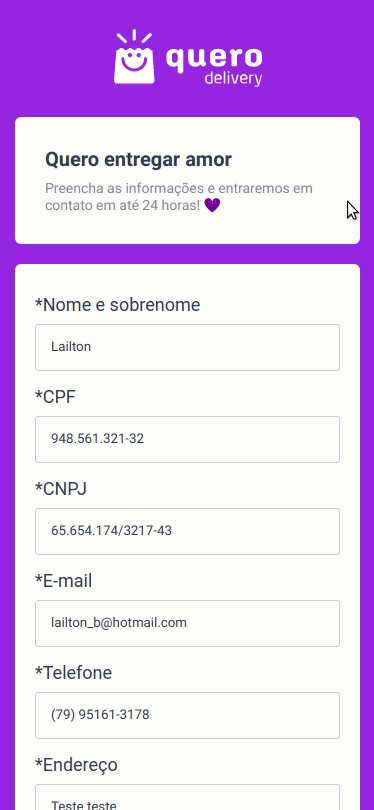 quero
delivery
Quero entregar amor
Preencha as informações e entraremos em
contato em até 24 horas! 💜
*Nome e sobrenome
Lailton
*CPF
948.561.321-32
*CNPJ
65.654.174/3217-43
*E-mail
lailton_b@hotmail.com
*Telefone
(79) 95161-3178
*Endereço
Teste teste